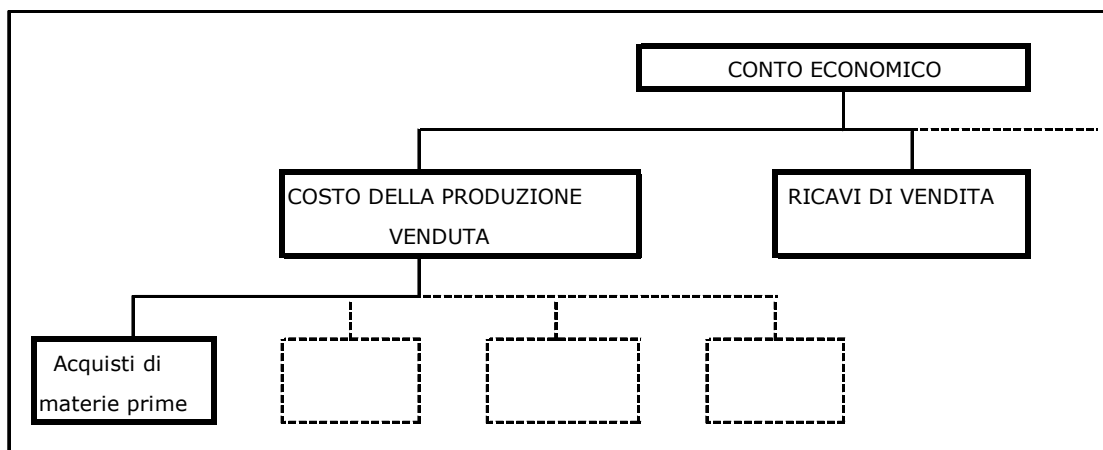 CONTO ECONOMICO
COSTO DELLA PRODUZIONE
VENDUTA
RICAVI DI VENDITA
Acquisti di
materie prime